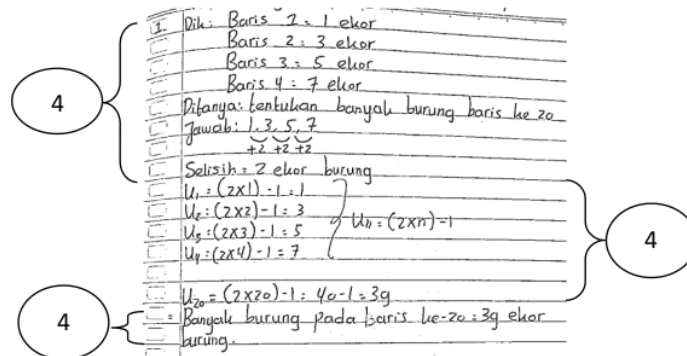 1. Dik: Baris 1 = 1 ekor
Baris 2 = 3 ekor
Baris 3 = 5 ekor
Baris 4 = 7 ekor
Ditanya: tentukan banyak burung baris ke 20
Jawab: 1, 3, 5, 7
+2 +2 +2
Selisih = 2 ekor burung
U₁ = (2x1) - 1 = 1
U₂ = (2x2) - 1 = 3
U₃ = (2x3) - 1 = 5
U₄ = (2x4) - 1 = 7
Uₙ = (2xn) - 1
U₂₀ = (2x20) - 1 = 40 - 1 = 39
= Banyak burung pada baris ke-20 = 39 ekor
burung.
4
4
4